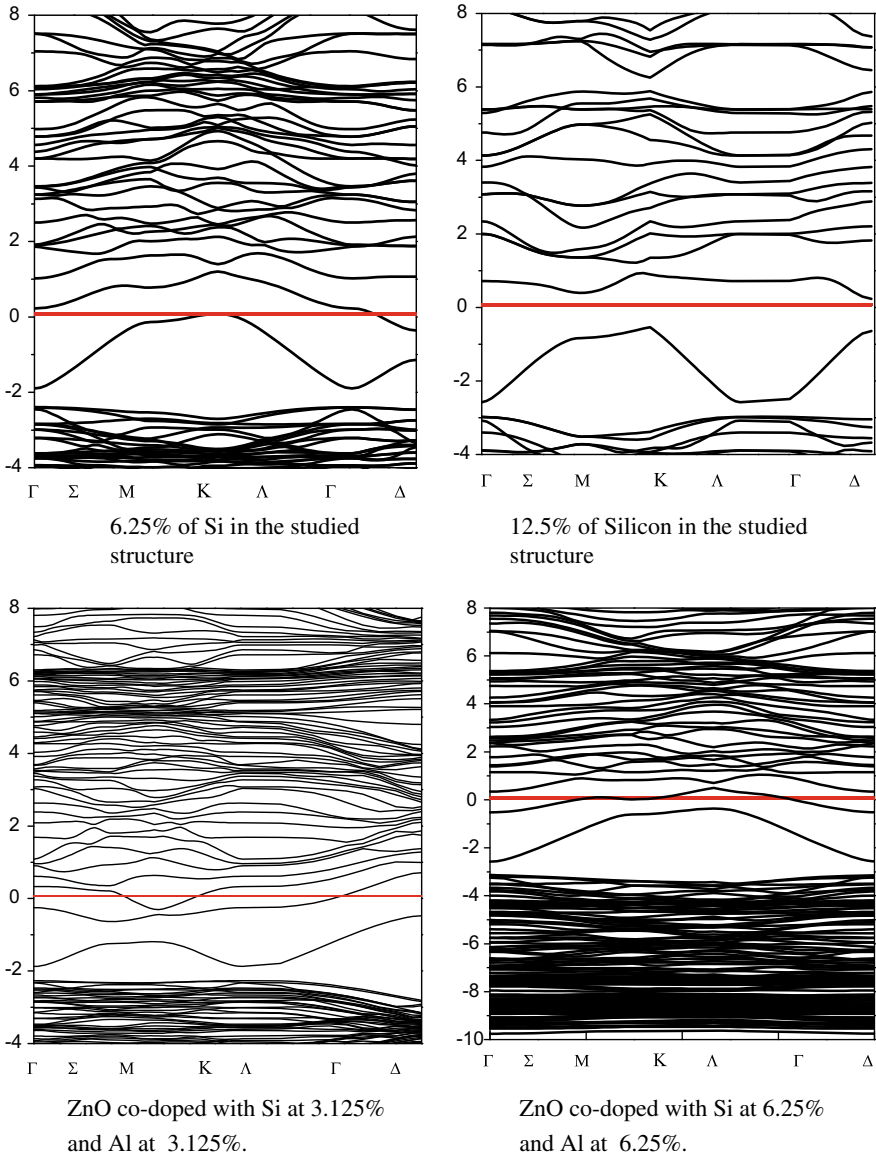 8
6
4
2
0
-2
-4
Γ Σ M K Λ Γ Δ
6.25% of Si in the studied
structure
8
6
4
2
0
-2
-4
Γ Σ M K Λ Γ Δ
12.5% of Silicon in the studied
structure
8
6
4
2
0
-2
-4
Γ Σ M K Λ Γ Δ
ZnO co-doped with Si at 3.125%
and Al at 3.125%.
8
6
4
2
0
-2
-4
-6
-8
-10
Γ Σ M K Λ Γ Δ
ZnO co-doped with Si at 6.25%
and Al at 6.25%.